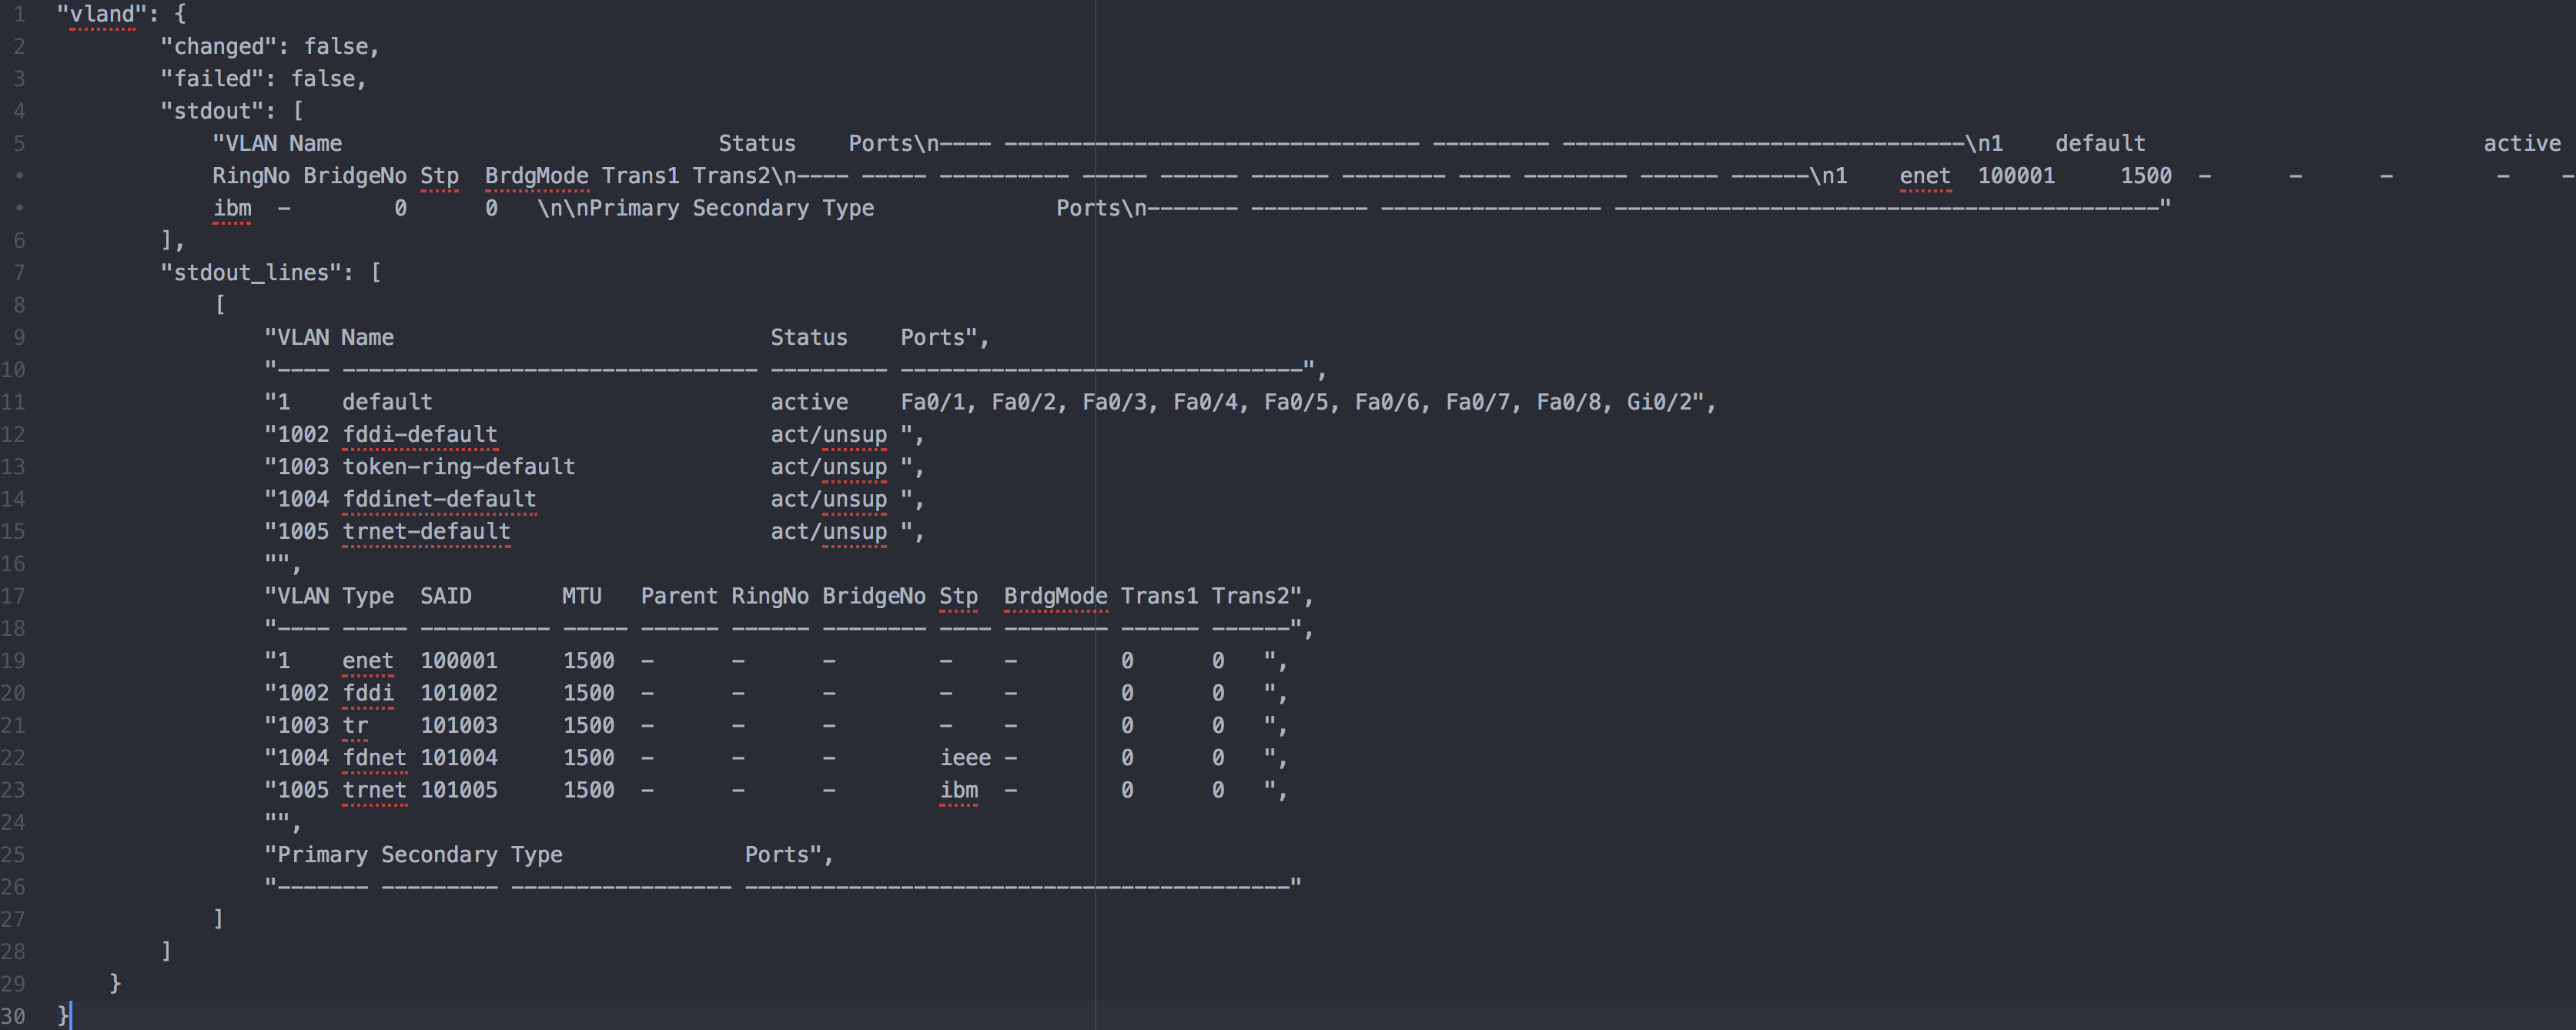 1 "vland": {
2 "changed": false,
3 "failed": false,
4 "stdout": [
5 "VLAN Name                             Status    Ports\n---- -------------------------------- --------- -------------------------------\n1    default                          active
• RingNo BridgeNo Stp  BrdgMode Trans1 Trans2\n---- ----- ---------- ----- ------ ------ -------- ---- -------- ------ ------\n1    enet  100001     1500  -      -      -        -    -
• ibm  -        0      0   \n\nPrimary Secondary Type              Ports\n------- --------- ----------------- ------------------------------------------"
6 ],
7 "stdout_lines": [
8 [
9 "VLAN Name                             Status    Ports",
10 "---- -------------------------------- --------- -------------------------------",
11 "1    default                          active    Fa0/1, Fa0/2, Fa0/3, Fa0/4, Fa0/5, Fa0/6, Fa0/7, Fa0/8, Gi0/2",
12 "1002 fddi-default                     act/unsup ",
13 "1003 token-ring-default               act/unsup ",
14 "1004 fddinet-default                  act/unsup ",
15 "1005 trnet-default                    act/unsup ",
16 "",
17 "VLAN Type  SAID       MTU   Parent RingNo BridgeNo Stp  BrdgMode Trans1 Trans2",
18 "---- ----- ---------- ----- ------ ------ -------- ---- -------- ------ ------",
19 "1    enet  100001     1500  -      -      -        -    -        0      0   ",
20 "1002 fddi  101002     1500  -      -      -        -    -        0      0   ",
21 "1003 tr    101003     1500  -      -      -        -    -        0      0   ",
22 "1004 fdnet 101004     1500  -      -      -        ieee -        0      0   ",
23 "1005 trnet 101005     1500  -      -      -        ibm  -        0      0   ",
24 "",
25 "Primary Secondary Type              Ports",
26 "------- --------- ----------------- ------------------------------------------"
27 ]
28 ]
29 }
30 }